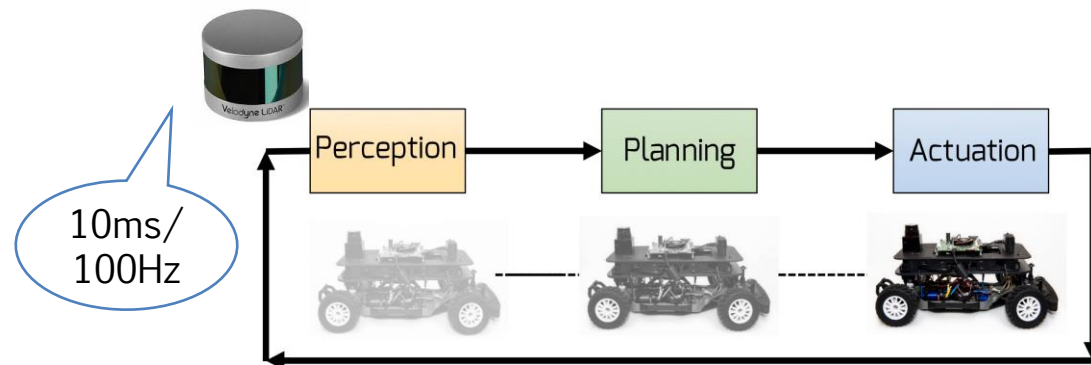 Velodyne LiDAR
Perception
Planning
Actuation
10ms/
100Hz